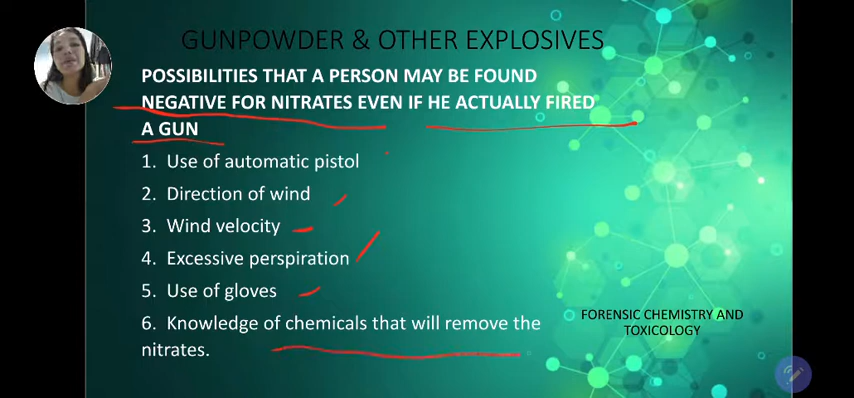 GUNPOWDER & OTHER EXPLOSIVES
POSSIBILITIES THAT A PERSON MAY BE FOUND
NEGATIVE FOR NITRATES EVEN IF HE ACTUALLY FIRED
A GUN
1. Use of automatic pistol
2. Direction of wind
3. Wind velocity
4. Excessive perspiration
5. Use of gloves
6. Knowledge of chemicals that will remove the
nitrates.
FORENSIC CHEMISTRY AND
TOXICOLOGY